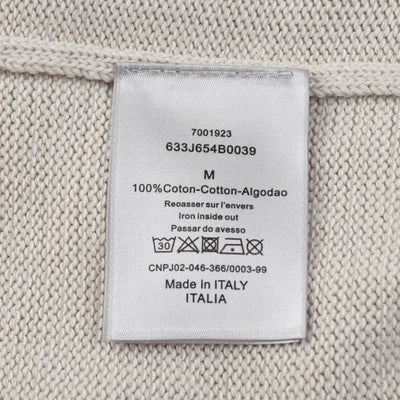 7001923
633J654B0039
M
100%Coton-Cotton-Algodao
Reoasser sur l'envers
Iron inside out
Passar do avesso
30
CNPJ02-046-366/0003-99
Made In ITALY
ITALIA